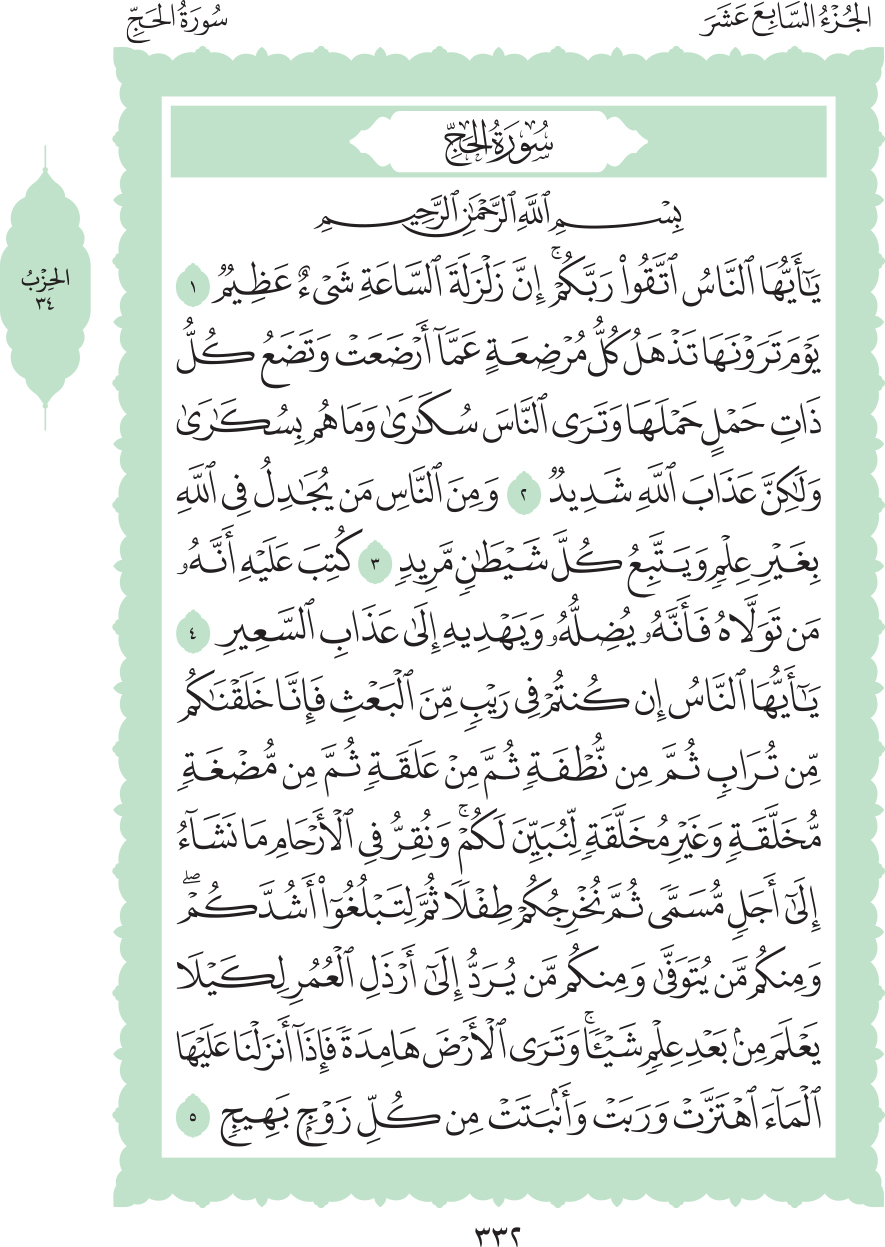 الجُزْءُ السَّابِعَ عَشَرَ
سُورَةُ الحَجِّ
سُورَةُ الحَجِّ
بِسْمِ ٱللَّهِ ٱلرَّحْمَٰنِ ٱلرَّحِيمِ
يَٰٓأَيُّهَا ٱلنَّاسُ ٱتَّقُوا۟ رَبَّكُمْۚ إِنَّ زَلْزَلَةَ ٱلسَّاعَةِ شَىْءٌ عَظِيمٌ ١
يَوْمَ تَرَوْنَهَا تَذْهَلُ كُلُّ مُرْضِعَةٍ عَمَّآ أَرْضَعَتْ وَتَضَعُ كُلُّ
ذَاتِ حَمْلٍ حَمْلَهَا وَتَرَى ٱلنَّاسَ سُكَٰرَىٰ وَمَا هُم بِسُكَٰرَىٰ
وَلَٰكِنَّ عَذَابَ ٱللَّهِ شَدِيدٌ ٢ وَمِنَ ٱلنَّاسِ مَن يُجَٰدِلُ فِى ٱللَّهِ
بِغَيْرِ عِلْمٍ وَيَتَّبِعُ كُلَّ شَيْطَٰنٍ مَّرِيدٍ ٣ كُتِبَ عَلَيْهِ أَنَّهُۥ
مَن تَوَلَّاهُ فَأَنَّهُۥ يُضِلُّهُۥ وَيَهْدِيهِ إِلَىٰ عَذَابِ ٱلسَّعِيرِ ٤
يَٰٓأَيُّهَا ٱلنَّاسُ إِن كُنتُمْ فِى رَيْبٍ مِّنَ ٱلْبَعْثِ فَإِنَّا خَلَقْنَٰكُم
مِّن تُرَابٍ ثُمَّ مِن نُّطْفَةٍ ثُمَّ مِنْ عَلَقَةٍ ثُمَّ مِن مُّضْغَةٍ
مُّخَلَّقَةٍ وَغَيْرِ مُخَلَّقَةٍ لِّنُبَيِّنَ لَكُمْۚ وَنُقِرُّ فِى ٱلْأَرْحَامِ مَا نَشَآءُ
إِلَىٰٓ أَجَلٍ مُّسَمًّى ثُمَّ نُخْرِجُكُمْ طِفْلًا ثُمَّ لِتَبْلُغُوٓا۟ أَشُدَّكُمْۖ
وَمِنكُم مَّن يُتَوَفَّىٰ وَمِنكُم مَّن يُرَدُّ إِلَىٰٓ أَرْذَلِ ٱلْعُمُرِ لِكَيْلَا
يَعْلَمَ مِنۢ بَعْدِ عِلْمٍ شَيْـًٔاۚ وَتَرَى ٱلْأَرْضَ هَامِدَةً فَإِذَآ أَنزَلْنَا عَلَيْهَا
ٱلْمَآءَ ٱهْتَزَّتْ وَرَبَتْ وَأَنۢبَتَتْ مِن كُلِّ زَوْجٍۭ بَهِيجٍ ٥
الحِزْبُ
٣٤
٣٣٢